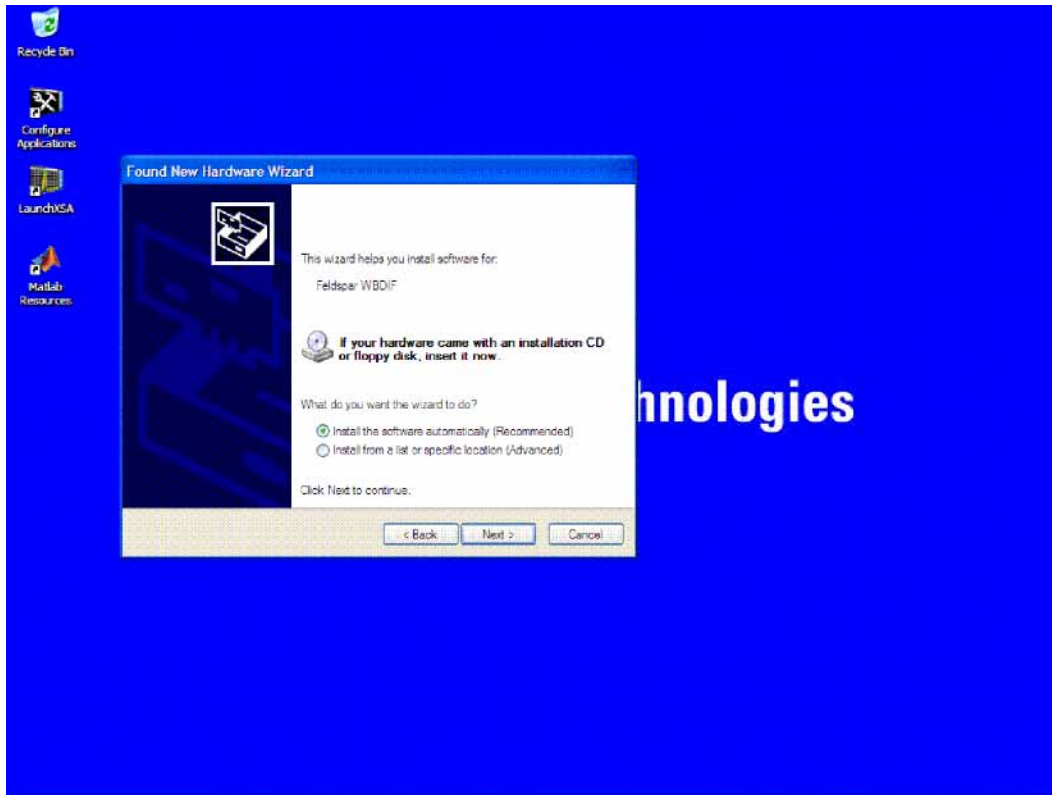 Recycle Bin
Configure
Applications
LaunchXSA
Matlab
Resources
Found New Hardware Wizard
This wizard helps you install software for:
Feldspar WBDIF
If your hardware came with an installation CD
or floppy disk, insert it now.
What do you want the wizard to do?
Install the software automatically (Recommended)
Install from a list or specific location (Advanced)
Click Next to continue.
< Back
Next >
Cancel
hnologies